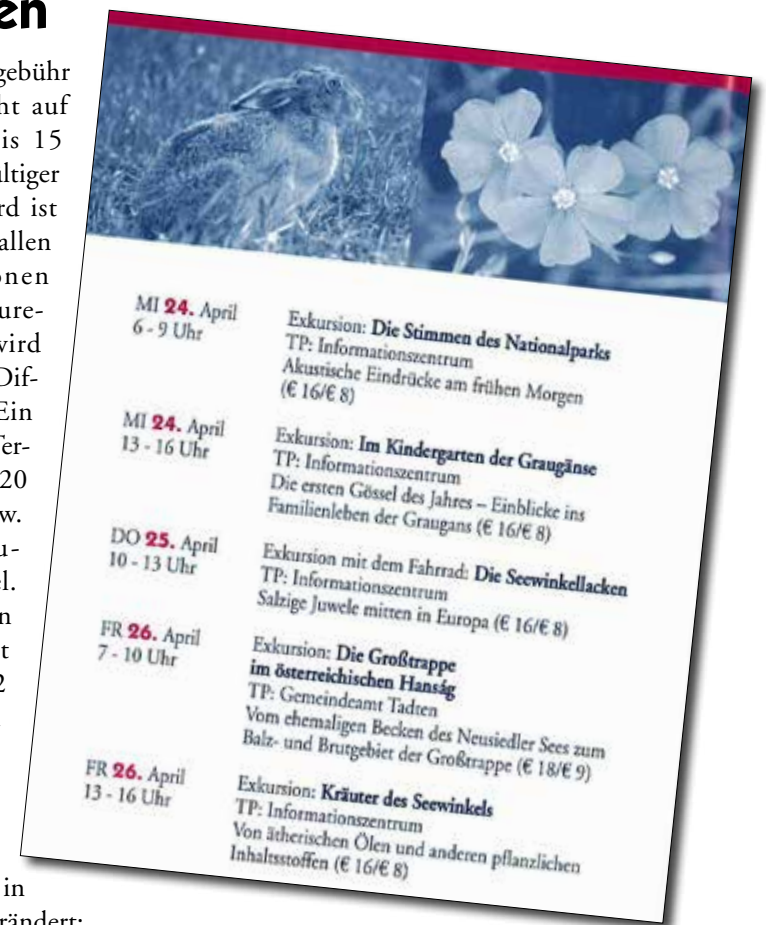 en
gebühr
ht auf
is 15
ltiger
rd ist
allen
onen
ure-
wird
Dif-
Ein
Ter-
20
w.
u-
l.
n
t
2
in
rändert:
MI 24. April
6 - 9 Uhr
Exkursion: Die Stimmen des Nationalparks
TP: Informationszentrum
Akustische Eindrücke am frühen Morgen
(€ 16/€ 8)
MI 24. April
13 - 16 Uhr
Exkursion: Im Kindergarten der Graugänse
TP: Informationszentrum
Die ersten Gössel des Jahres – Einblicke ins
Familienleben der Graugans (€ 16/€ 8)
DO 25. April
10 - 13 Uhr
Exkursion mit dem Fahrrad: Die Seewinkellacken
TP: Informationszentrum
Salzige Juwele mitten in Europa (€ 16/€ 8)
FR 26. April
7 - 10 Uhr
Exkursion: Die Großtrappe
im österreichischen Hanság
TP: Gemeindeamt Tadten
Vom ehemaligen Becken des Neusiedler Sees zum
Balz- und Brutgebiet der Großtrappe (€ 18/€ 9)
FR 26. April
13 - 16 Uhr
Exkursion: Kräuter des Seewinkels
TP: Informationszentrum
Von ätherischen Ölen und anderen pflanzlichen
Inhaltsstoffen (€ 16/€ 8)